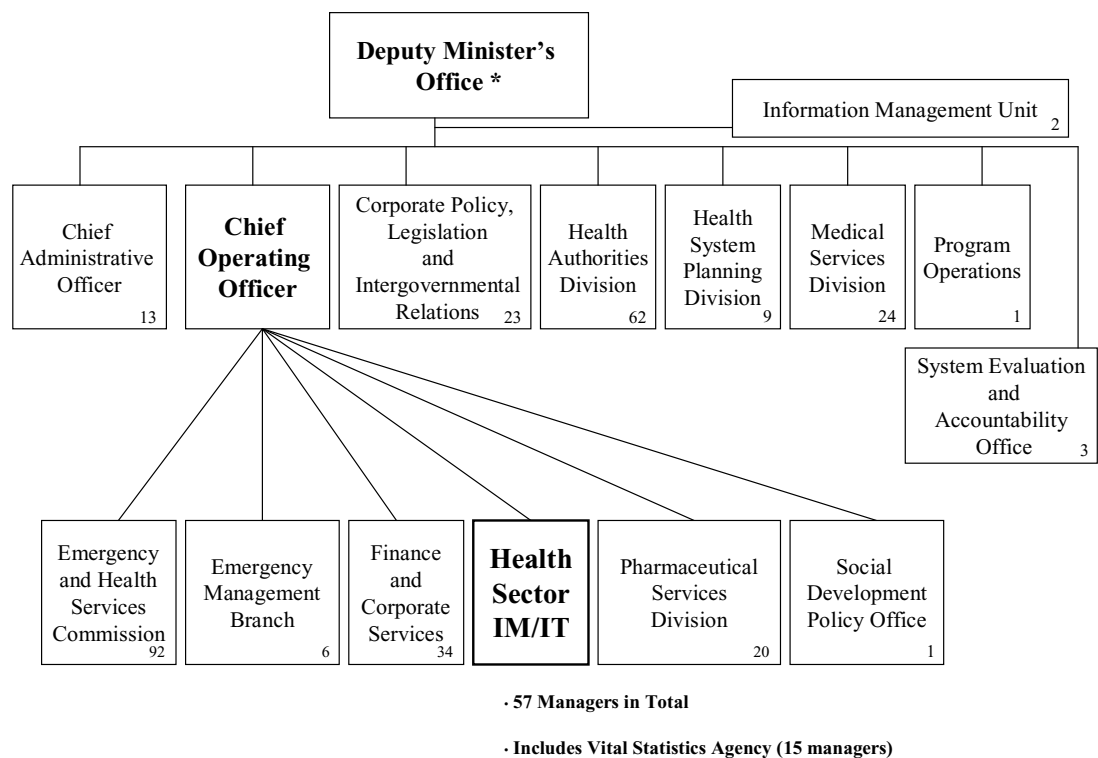 Deputy Minister’s
Office *
Information Management Unit
2
Chief
Administrative
Officer
13
Chief
Operating
Officer
Corporate Policy,
Legislation
and
Intergovernmental
Relations
23
Health
Authorities
Division
62
Health
System
Planning
Division
9
Medical
Services
Division
24
Program
Operations
1
System Evaluation
and
Accountability
Office
3
Emergency
and Health
Services
Commission
92
Emergency
Management
Branch
6
Finance
and
Corporate
Services
34
Health
Sector
IM/IT
Pharmaceutical
Services
Division
20
Social
Development
Policy Office
1
· 57 Managers in Total
· Includes Vital Statistics Agency (15 managers)